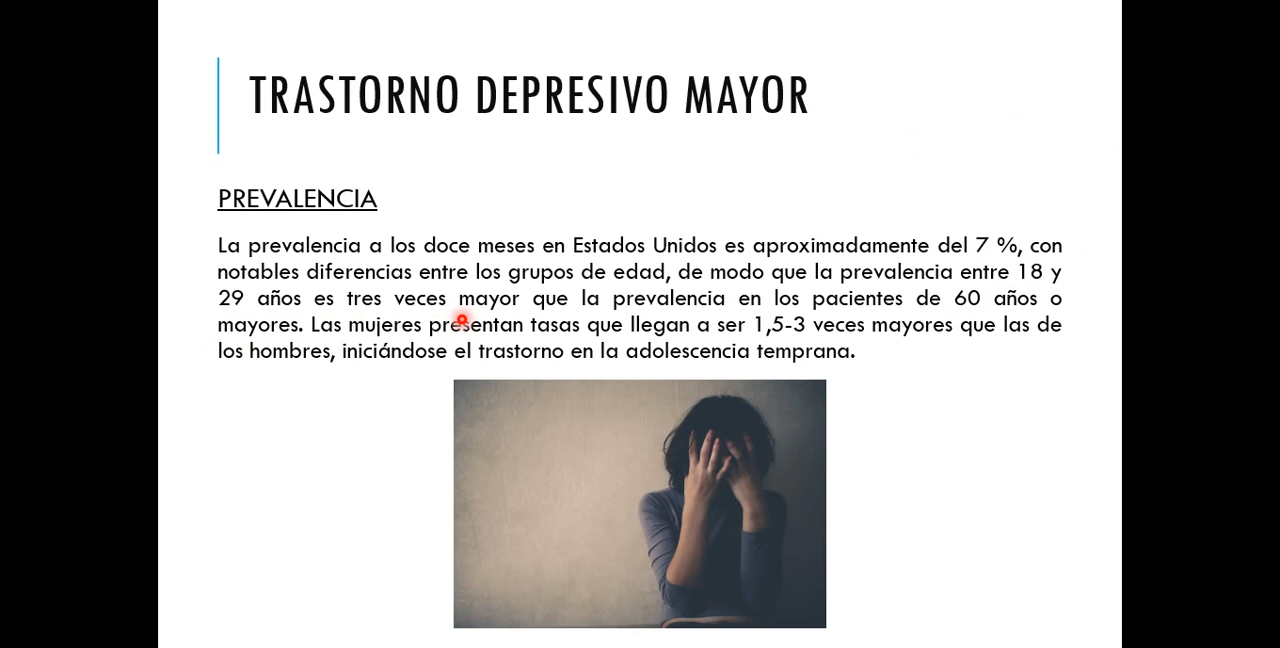 TRASTORNO DEPRESIVO MAYOR
PREVALENCIA
La prevalencia a los doce meses en Estados Unidos es aproximadamente del 7 %, con
notables diferencias entre los grupos de edad, de modo que la prevalencia entre 18 y
29 años es tres veces mayor que la prevalencia en los pacientes de 60 años o
mayores. Las mujeres presentan tasas que llegan a ser 1,5-3 veces mayores que las de
los hombres, iniciándose el trastorno en la adolescencia temprana.